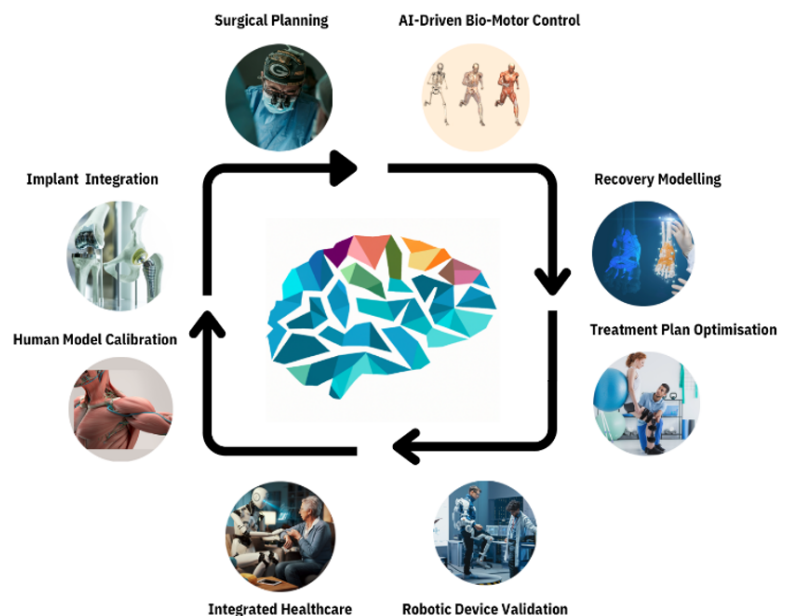 Surgical Planning
AI-Driven Bio-Motor Control
Implant Integration
Recovery Modelling
Human Model Calibration
Treatment Plan Optimisation
Integrated Healthcare
Robotic Device Validation